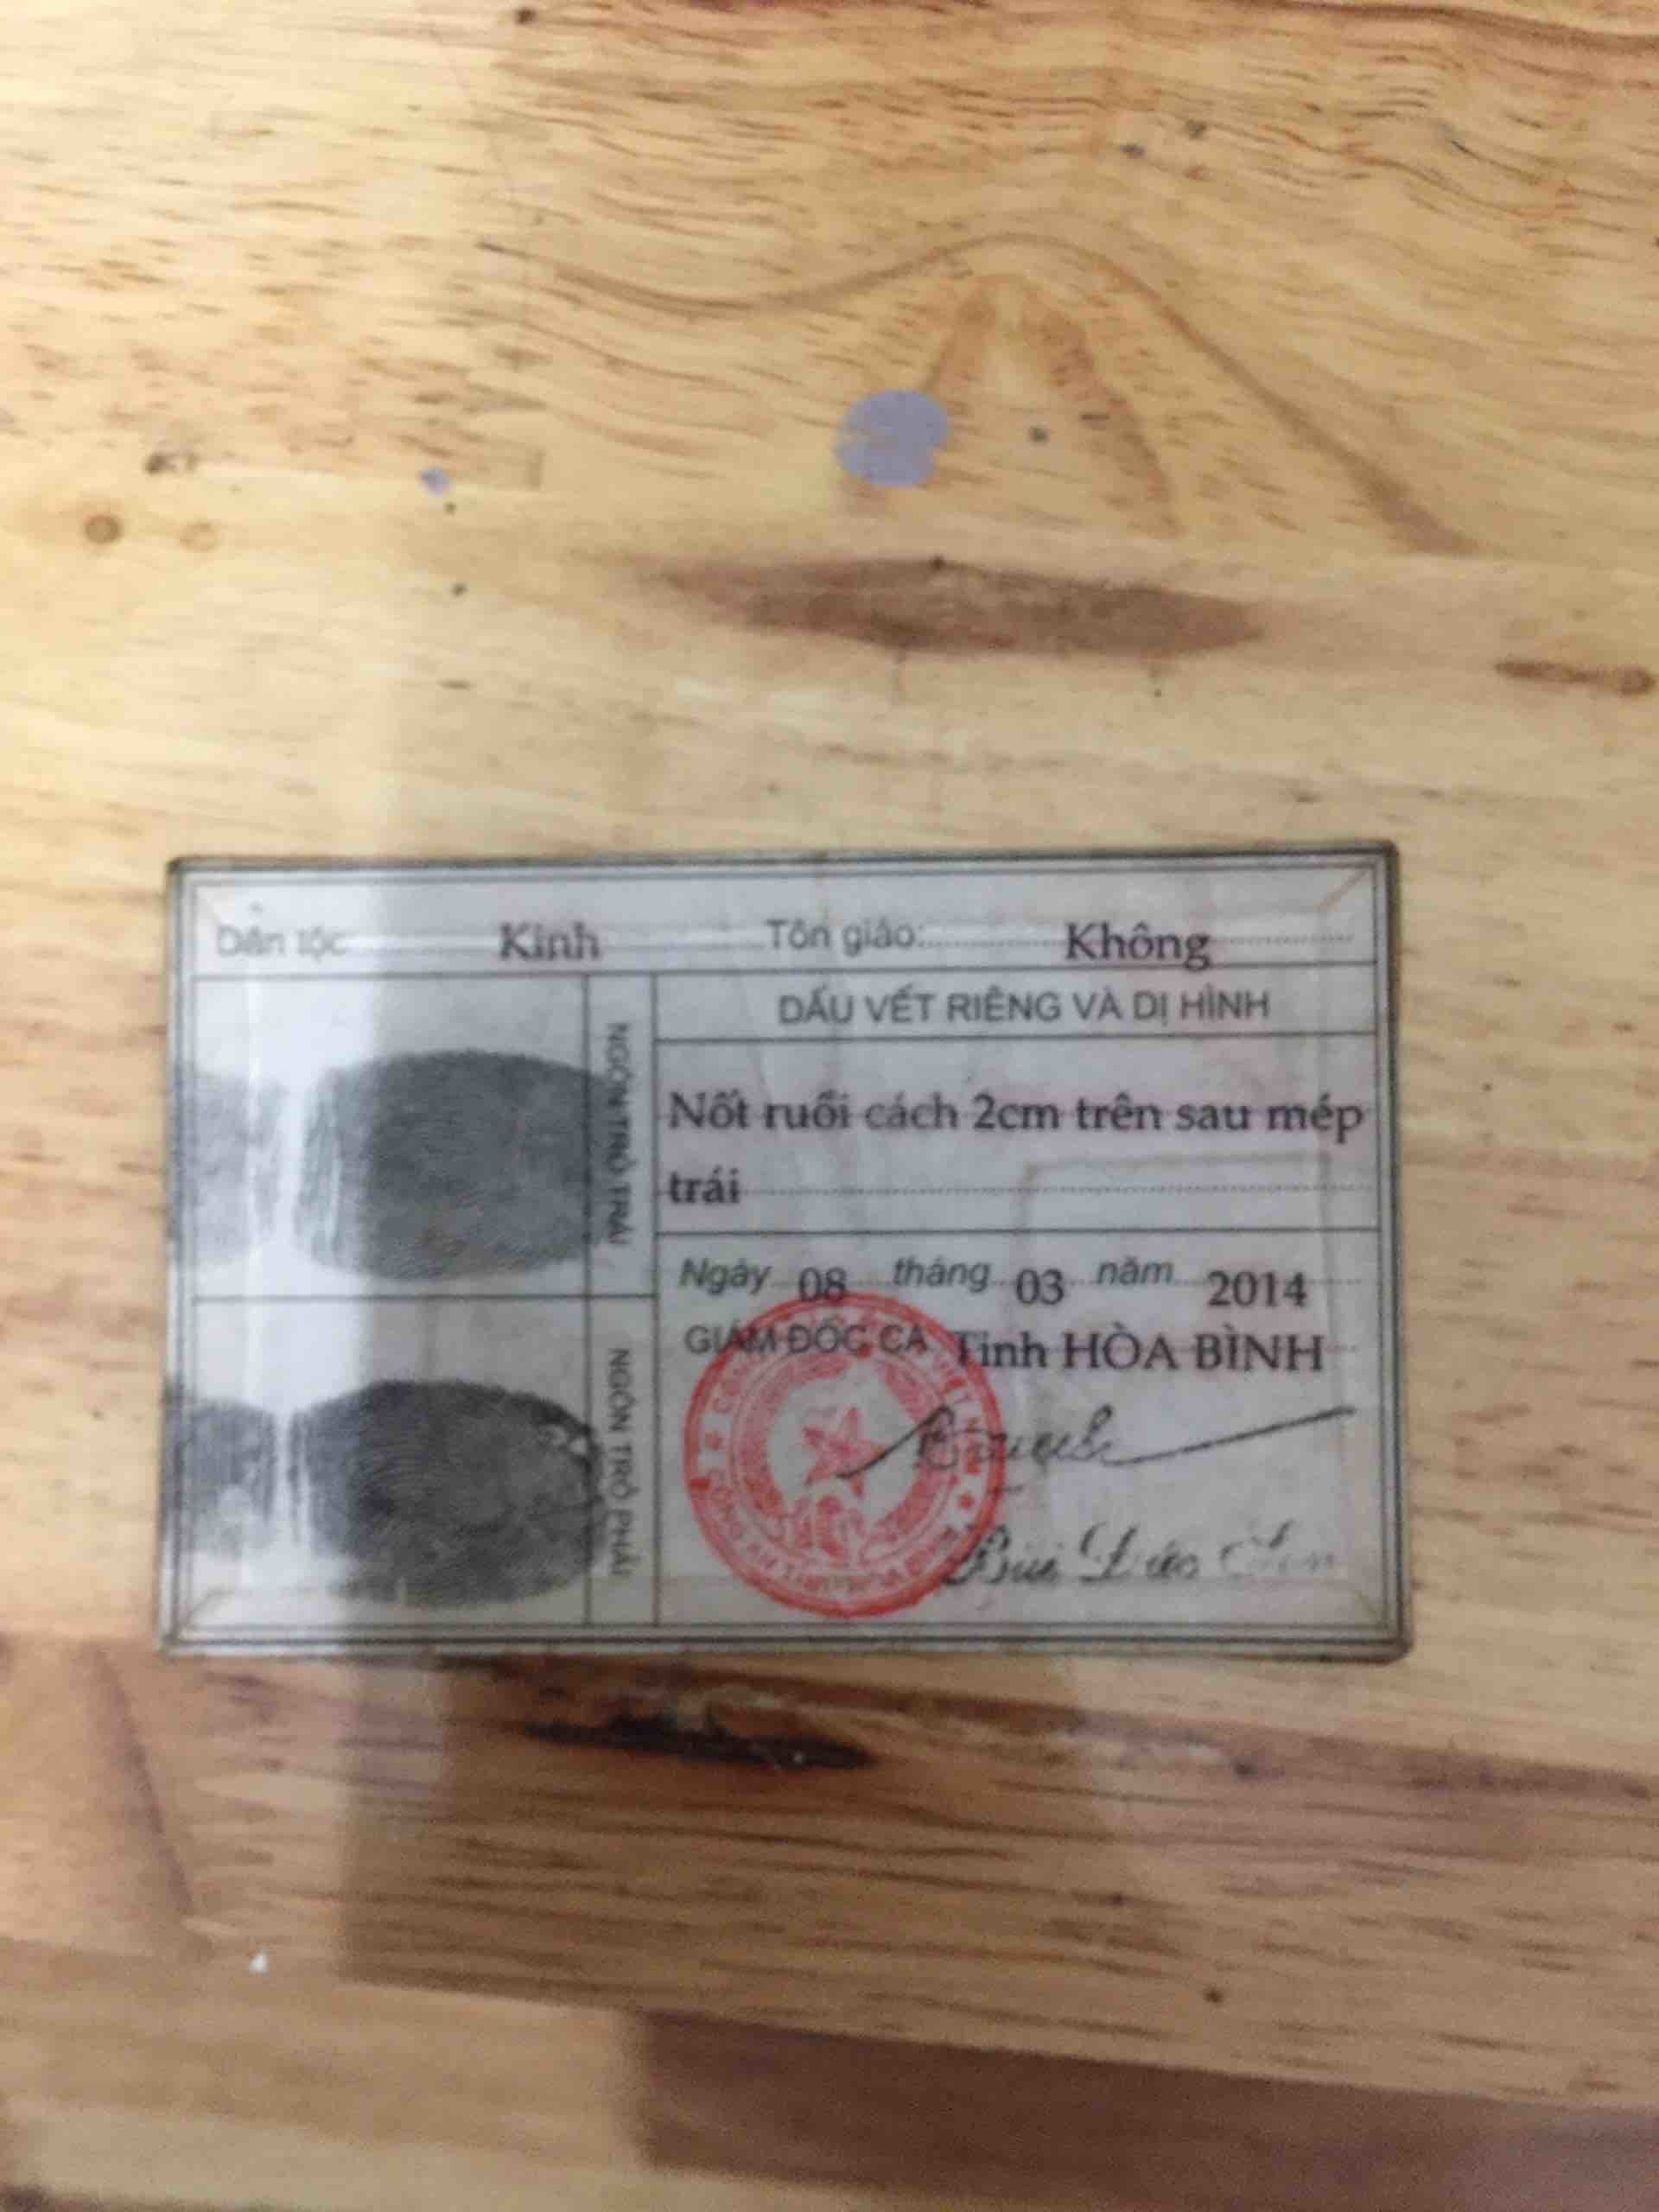 Dân tộc Kinh Tôn giáo: Không
DẤU VẾT RIÊNG VÀ DỊ HÌNH
NGÓN TRỎ TRÁI
Nốt ruồi cách 2cm trên sau mép
trái
Ngày 08 tháng 03 năm 2014
GIÁM ĐỐC CA Tỉnh HÒA BÌNH
NGÓN TRỎ PHẢI
Bùi Đức